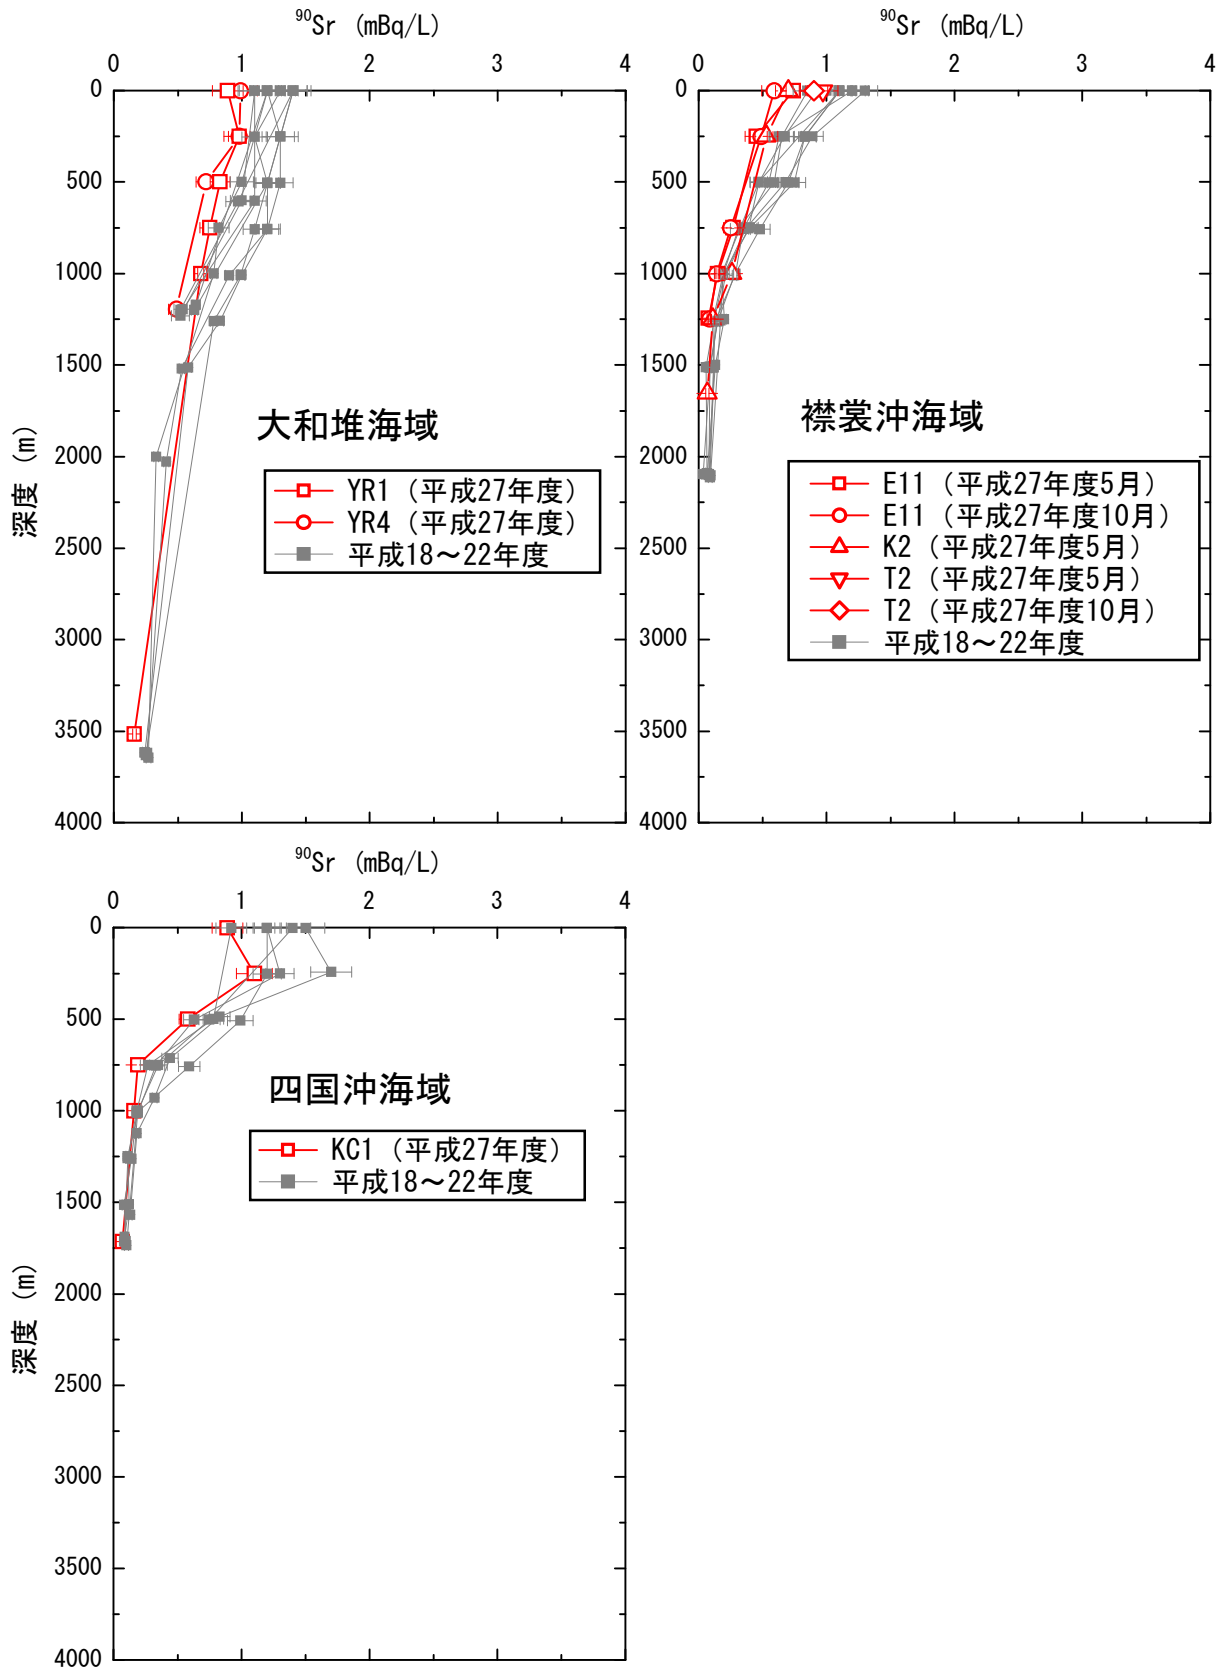 90Sr (mBq/L)
0 1 2 3 4
0
500
1000
1500
2000
2500
3000
3500
4000
深度 (m)
大和堆海域
YR1 (平成27年度)
YR4 (平成27年度)
平成18～22年度
90Sr (mBq/L)
0 1 2 3 4
0
500
1000
1500
2000
2500
3000
3500
4000
襟裳沖海域
E11 (平成27年度5月)
E11 (平成27年度10月)
K2 (平成27年度5月)
T2 (平成27年度5月)
T2 (平成27年度10月)
平成18～22年度
90Sr (mBq/L)
0 1 2 3 4
0
500
1000
1500
2000
2500
3000
3500
4000
深度 (m)
四国沖海域
KC1 (平成27年度)
平成18～22年度